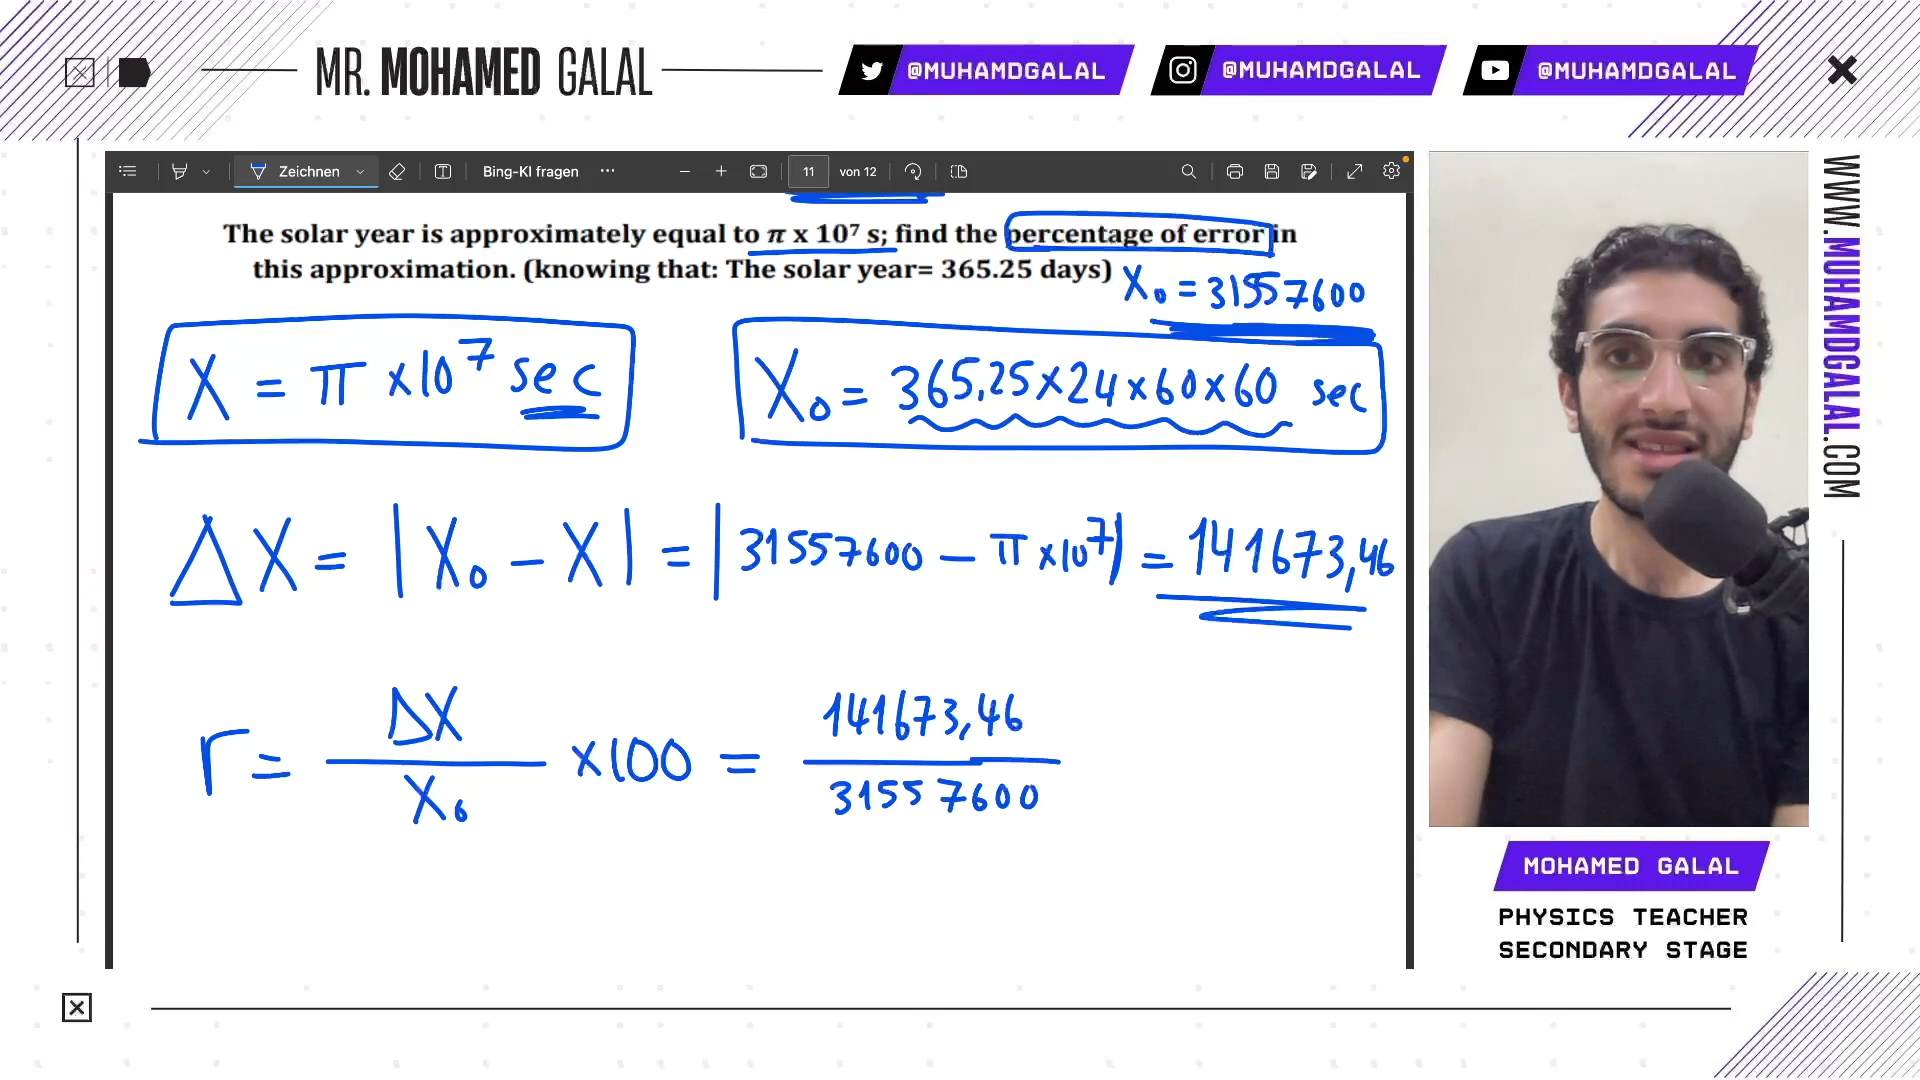 MR. MOHAMED GALAL
@MUHAMDGALAL
@MUHAMDGALAL
@MUHAMDGALAL
Zeichnen
Bing-KI fragen
11 von 12
The solar year is approximately equal to π x 10⁷ s; find the percentage of error in
this approximation. (knowing that: The solar year= 365.25 days)
X₀ = 31557600
X = π ×10⁷ sec
X₀ = 365,25×24×60×60 sec
ΔX = |X₀ − X| = |31557600 − π ×10⁷| = 141673,46
r = ΔX / X₀ ×100 = 141673,46 / 31557600
WWW.MUHAMDGALAL.COM
MOHAMED GALAL
PHYSICS TEACHER
SECONDARY STAGE